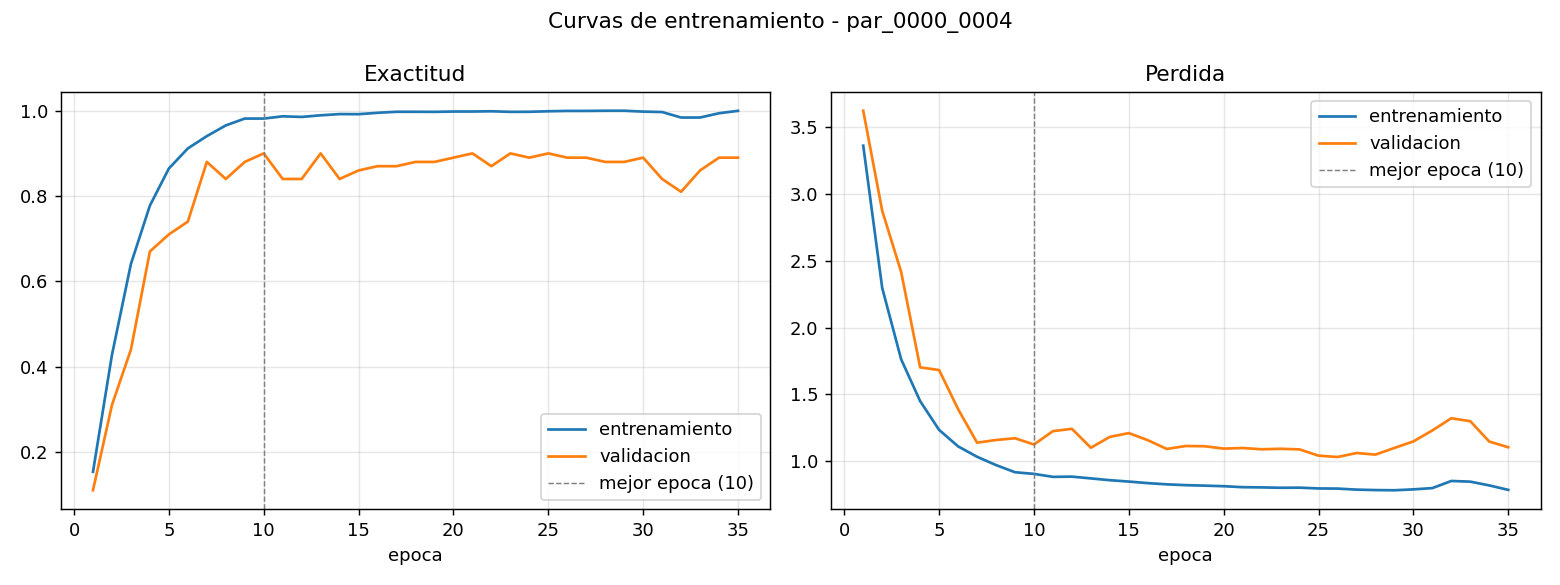 Curvas de entrenamiento - par_0000_0004
Exactitud
1.0
0.8
0.6
0.4
0.2
0 5 10 15 20 25 30 35
epoca
entrenamiento
validacion
mejor epoca (10)
Perdida
3.5
3.0
2.5
2.0
1.5
1.0
0 5 10 15 20 25 30 35
epoca
entrenamiento
validacion
mejor epoca (10)